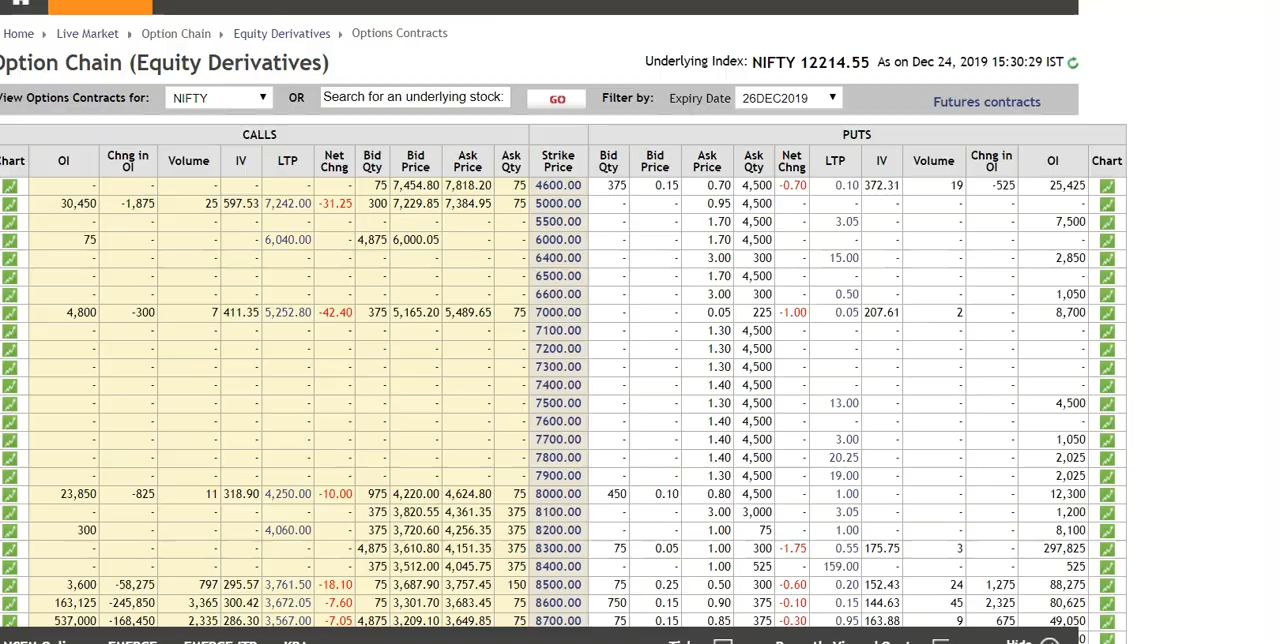 Home Live Market Option Chain Equity Derivatives Options Contracts
Option Chain (Equity Derivatives)
Underlying Index: NIFTY 12214.55 As on Dec 24, 2019 15:30:29 IST
View Options Contracts for: NIFTY OR Search for an underlying stock: GO Filter by: Expiry Date 26DEC2019 Futures contracts
CALLS PUTS
Chart OI Chng in OI Volume IV LTP Net Chng Bid Qty Bid Price Ask Price Ask Qty Strike Price Bid Qty Bid Price Ask Price Ask Qty Net Chng LTP IV Volume Chng in OI OI Chart
- - - - - - 75 7,454.80 7,818.20 75 4600.00 375 0.15 0.70 4,500 -0.70 0.10 372.31 19 -525 25,425
30,450 -1,875 25 597.53 7,242.00 -31.25 300 7,229.85 7,384.95 75 5000.00 - - 0.95 4,500 - - - - - -
- - - - - - - - - - 5500.00 - - 1.70 4,500 - 3.05 - - - 7,500
75 - - - 6,040.00 - 4,875 6,000.05 - - 6000.00 - - 1.70 4,500 - - - - - -
- - - - - - - - - - 6400.00 - - 3.00 300 - 15.00 - - - 2,850
- - - - - - - - - - 6500.00 - - 1.70 4,500 - - - - - -
- - - - - - - - - - 6600.00 - - 3.00 300 - 0.50 - - - 1,050
4,800 -300 7 411.35 5,252.80 -42.40 375 5,165.20 5,489.65 75 7000.00 - - 0.05 225 -1.00 0.05 207.61 2 - 8,700
- - - - - - - - - - 7100.00 - - 1.30 4,500 - - - - - -
- - - - - - - - - - 7200.00 - - 1.30 4,500 - - - - - -
- - - - - - - - - - 7300.00 - - 1.30 4,500 - - - - - -
- - - - - - - - - - 7400.00 - - 1.40 4,500 - - - - - -
- - - - - - - - - - 7500.00 - - 1.30 4,500 - 13.00 - - - 4,500
- - - - - - - - - - 7600.00 - - 1.40 4,500 - - - - - -
- - - - - - - - - - 7700.00 - - 1.40 4,500 - 3.00 - - - 1,050
- - - - - - - - - - 7800.00 - - 1.40 4,500 - 20.25 - - - 2,025
- - - - - - - - - - 7900.00 - - 1.30 4,500 - 19.00 - - - 2,025
23,850 -825 11 318.90 4,250.00 -10.00 975 4,220.00 4,624.80 75 8000.00 450 0.10 0.80 4,500 - 1.00 - - - 12,300
- - - - - - 375 3,820.55 4,361.35 375 8100.00 - - 3.00 3,000 - 3.05 - - - 1,200
300 - - - 4,060.00 - 375 3,720.60 4,256.35 375 8200.00 - - 1.00 75 - 1.00 - - - 8,100
- - - - - - 4,875 3,610.80 4,151.35 375 8300.00 75 0.05 1.00 300 -1.75 0.55 175.75 3 - 297,825
- - - - - - 375 3,512.00 4,045.75 375 8400.00 - - 1.00 525 - 159.00 - - - 525
3,600 -58,275 797 295.57 3,761.50 -18.10 75 3,687.90 3,757.45 150 8500.00 75 0.25 0.50 300 -0.60 0.20 152.43 24 1,275 88,275
163,125 -245,850 3,365 300.42 3,672.05 -7.60 75 3,301.70 3,683.45 75 8600.00 750 0.15 0.90 375 -0.10 0.15 144.63 45 2,325 80,625
537,000 -168,450 2,335 286.30 3,567.00 -7.05 4,875 3,209.10 3,649.85 75 8700.00 75 0.15 0.85 375 -0.30 0.95 163.88 9 675 49,050